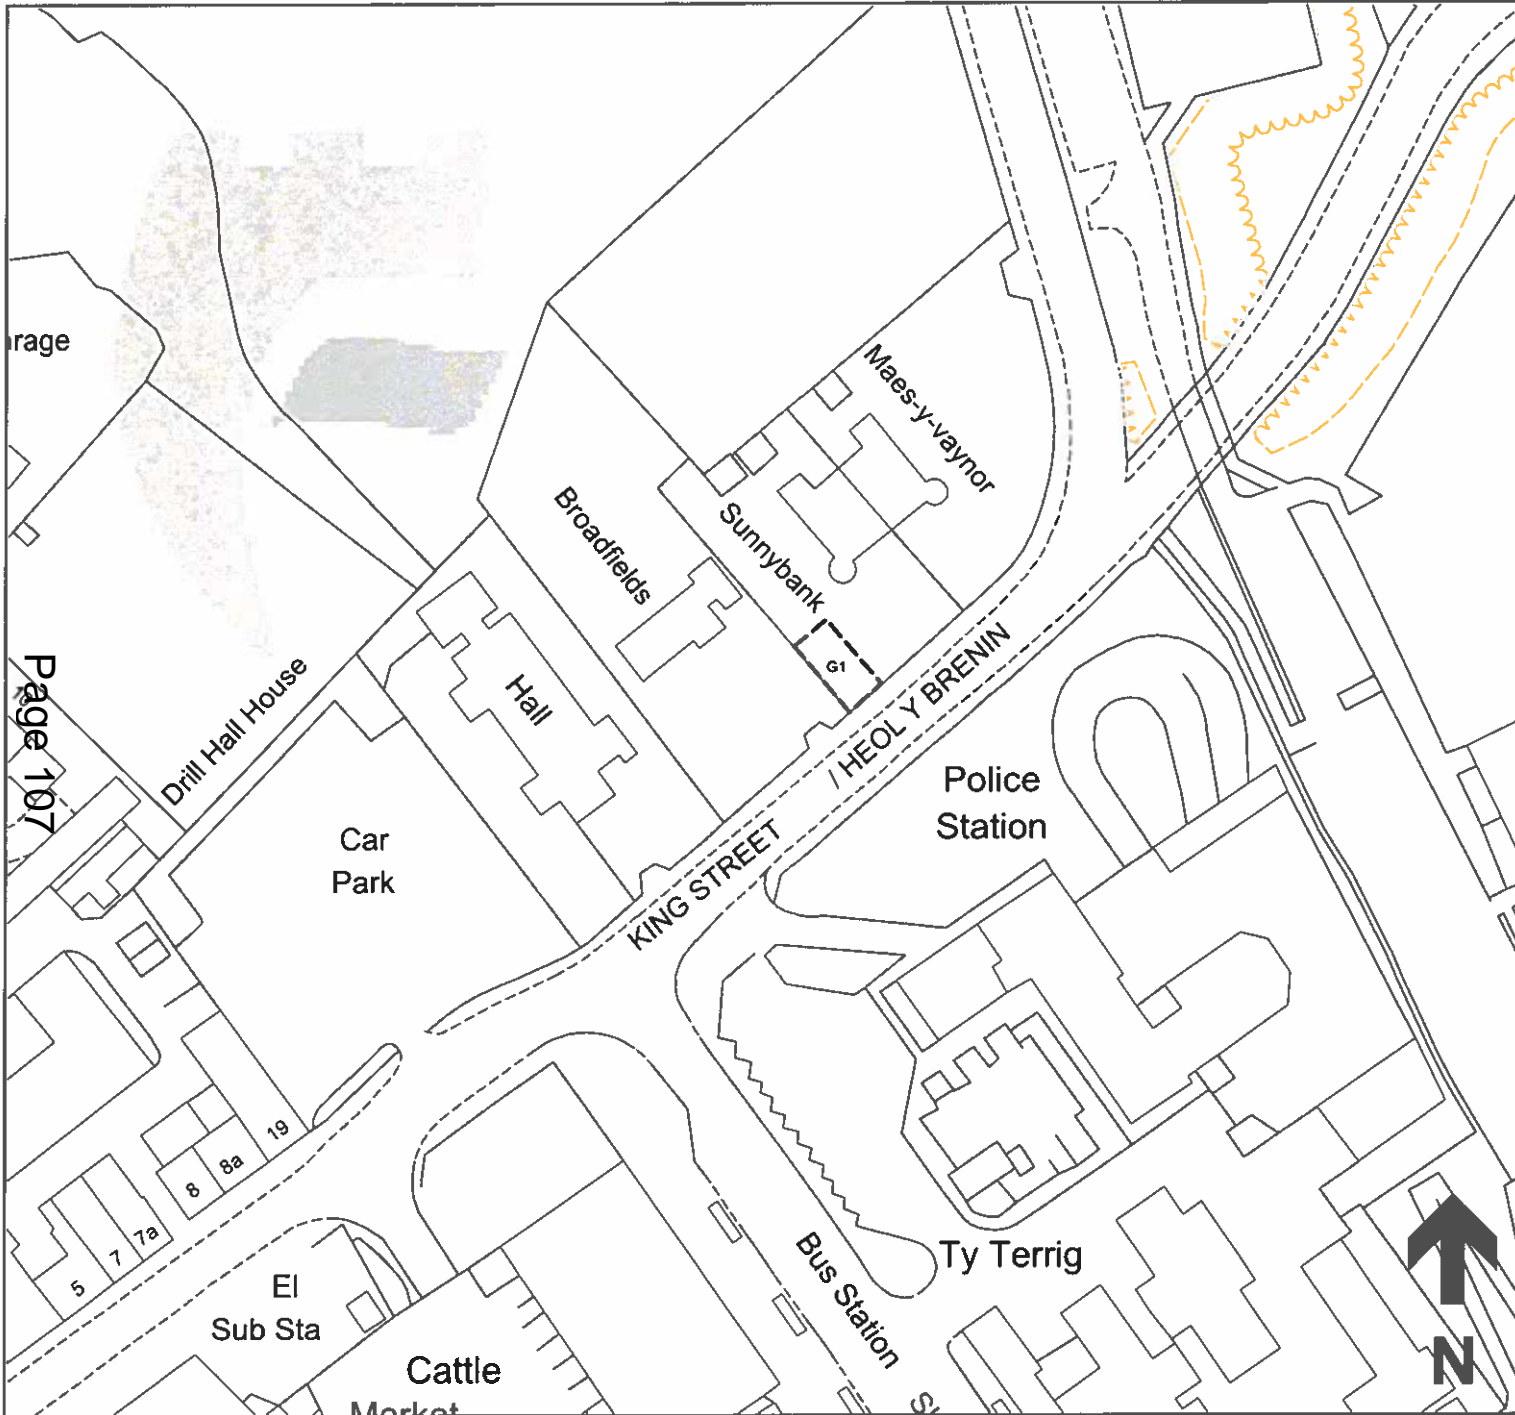 rage
Maes-y-vaynor
Broadfields
Sunnybank
G1
Hall
Drill Hall House
Page 107
KING STREET / HEOL Y BRENIN
Police
Station
Car
Park
19
8a
8
7a
7
5
El
Sub Sta
Bus Station
Ty Terrig
Cattle
Market
N